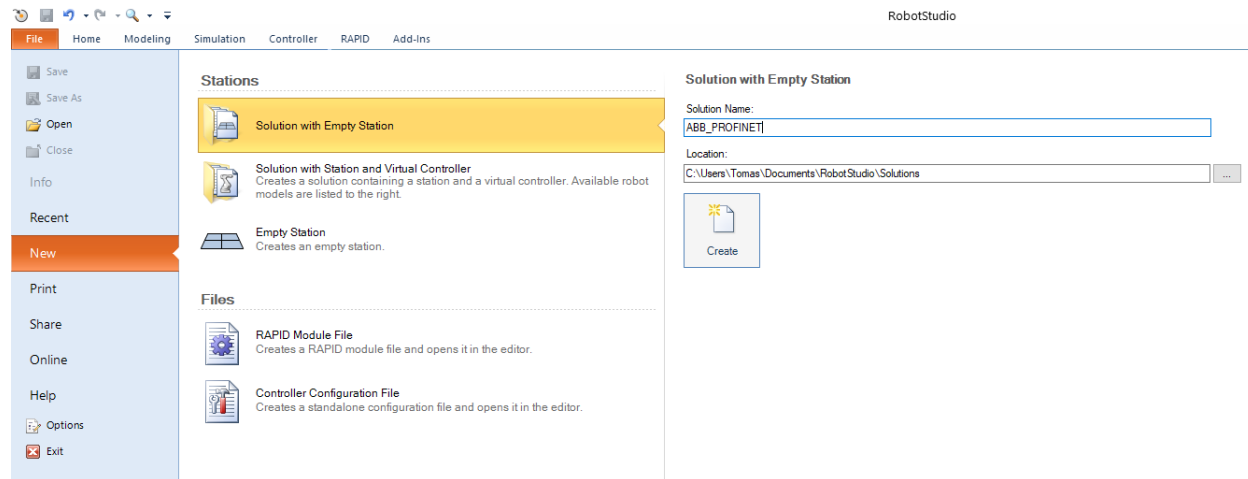 RobotStudio
File Home Modeling Simulation Controller RAPID Add-Ins
Save
Save As
Open
Close
Info
Recent
New
Print
Share
Online
Help
Options
Exit
Stations
Solution with Empty Station
Solution with Station and Virtual Controller
Creates a solution containing a station and a virtual controller. Available robot
models are listed to the right.
Empty Station
Creates an empty station.
Files
RAPID Module File
Creates a RAPID module file and opens it in the editor.
Controller Configuration File
Creates a standalone configuration file and opens it in the editor.
Solution with Empty Station
Solution Name:
ABB_PROFINET
Location:
C:\Users\Tomas\Documents\RobotStudio\Solutions
...
Create